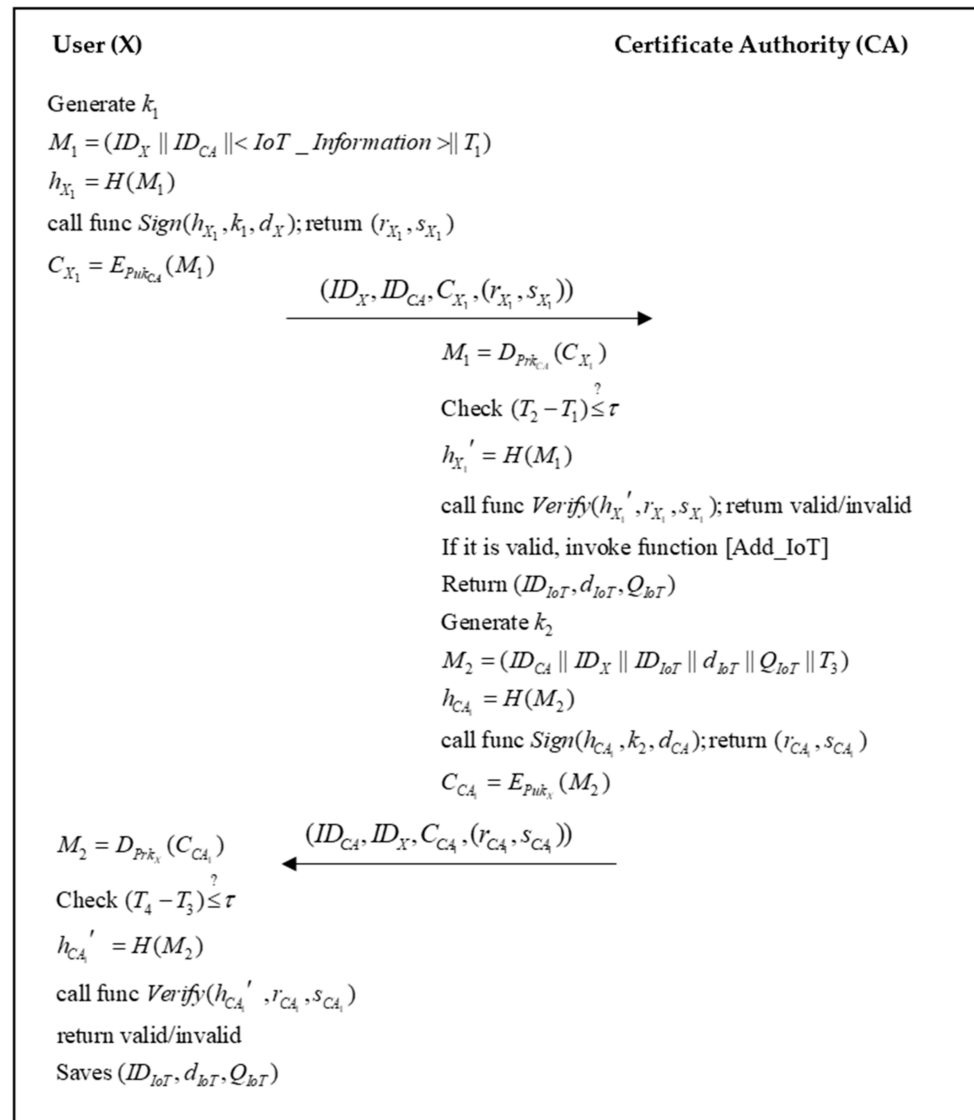 User (X)
Certificate Authority (CA)
Generate k₁
M₁ = (ID_X || ID_CA ||< IoT _ Information >|| T₁)
h_X₁ = H(M₁)
call func Sign(h_X₁, k₁, d_X); return (r_X₁, s_X₁)
C_X₁ = E_Puk_CA(M₁)
(ID_X, ID_CA, C_X₁, (r_X₁, s_X₁))
M₁ = D_Prk_CA(C_X₁)
Check (T₂ − T₁) ≤? τ
h_X₁′ = H(M₁)
call func Verify(h_X₁′, r_X₁, s_X₁); return valid/invalid
If it is valid, invoke function [Add_IoT]
Return (ID_IoT, d_IoT, Q_IoT)
Generate k₂
M₂ = (ID_CA || ID_X || ID_IoT || d_IoT || Q_IoT || T₃)
h_CA₁ = H(M₂)
call func Sign(h_CA₁, k₂, d_CA); return (r_CA₁, s_CA₁)
C_CA₁ = E_Puk_X(M₂)
(ID_CA, ID_X, C_CA₁, (r_CA₁, s_CA₁))
M₂ = D_Prk_X(C_CA₁)
Check (T₄ − T₃) ≤? τ
h_CA₁′ = H(M₂)
call func Verify(h_CA₁′, r_CA₁, s_CA₁)
return valid/invalid
Saves (ID_IoT, d_IoT, Q_IoT)